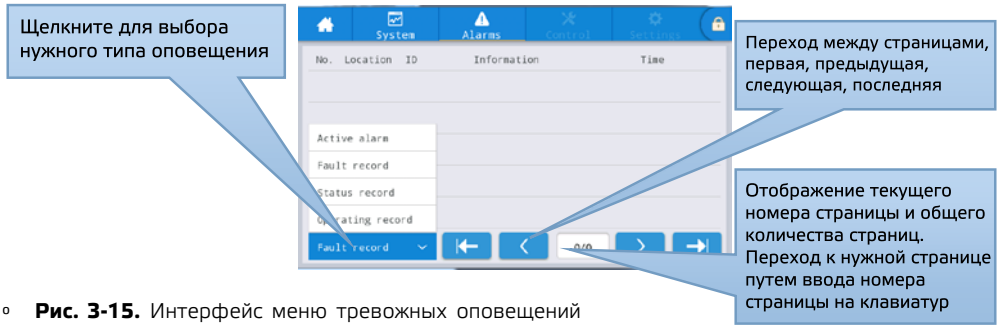 Щелкните для выбора
нужного типа оповещения
System
Alarms
Control
Settings
No. Location ID Information Time
Active alarm
Fault record
Status record
Operating record
Fault record
0/0
Переход между страницами,
первая, предыдущая,
следующая, последняя
Отображение текущего
номера страницы и общего
количества страниц.
Переход к нужной странице
путем ввода номера
страницы на клавиатур
º Рис. 3-15. Интерфейс меню тревожных оповещений